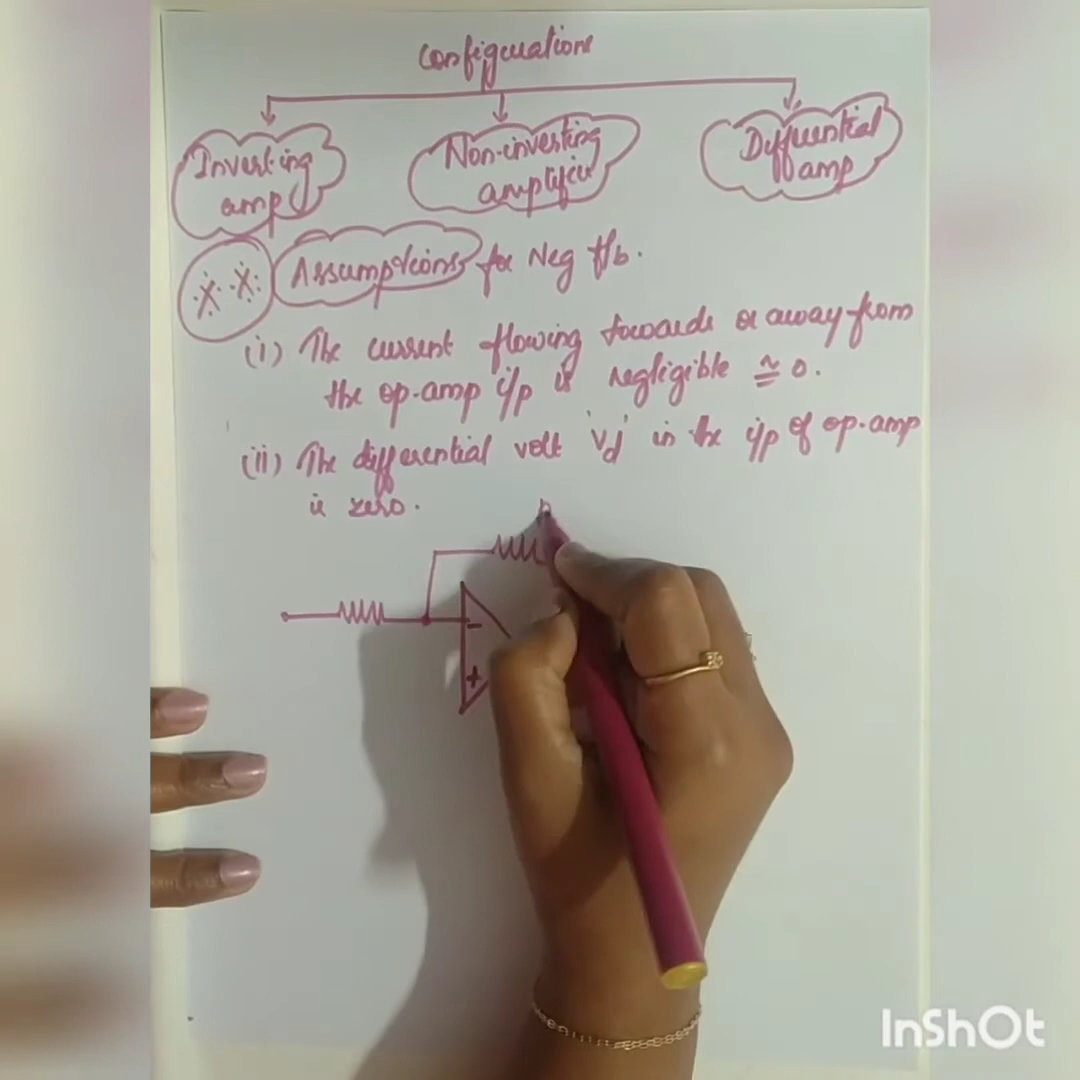 Configurations
Inverting
amp
Non-inverting
amplifier
Differential
amp
Assumptions for Neg f/b.
(i) The current flowing towards or away from
the op-amp i/p is negligible ≅ 0.
(ii) The differential volt 'Vd' in the i/p of op-amp
is zero.
-
+
InShOt